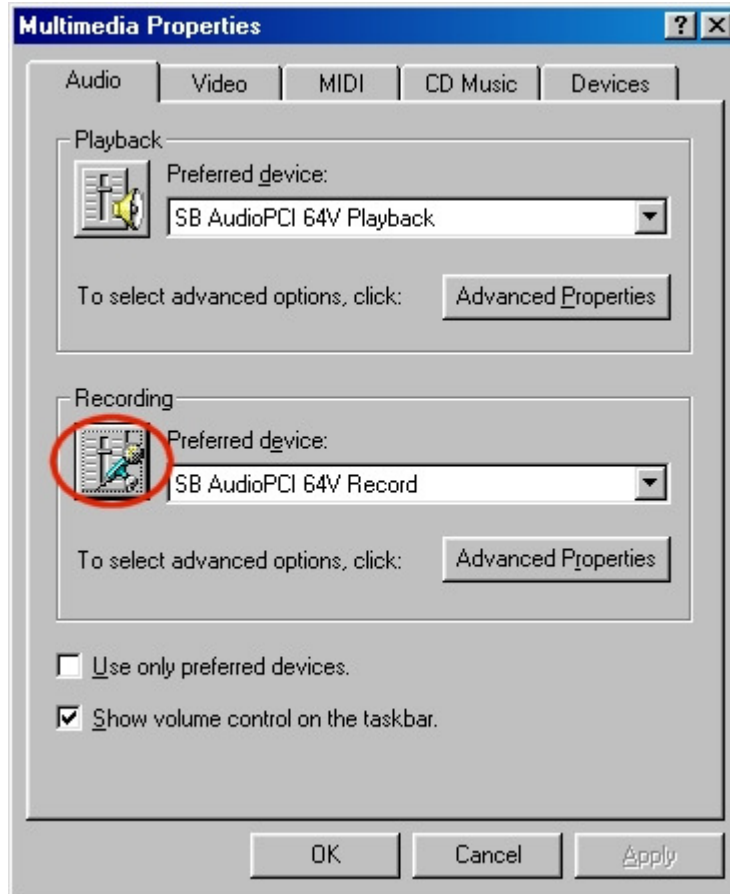 Multimedia Properties
Audio Video MIDI CD Music Devices
Playback
Preferred device:
SB AudioPCI 64V Playback
To select advanced options, click: Advanced Properties
Recording
Preferred device:
SB AudioPCI 64V Record
To select advanced options, click: Advanced Properties
Use only preferred devices.
Show volume control on the taskbar.
OK Cancel Apply